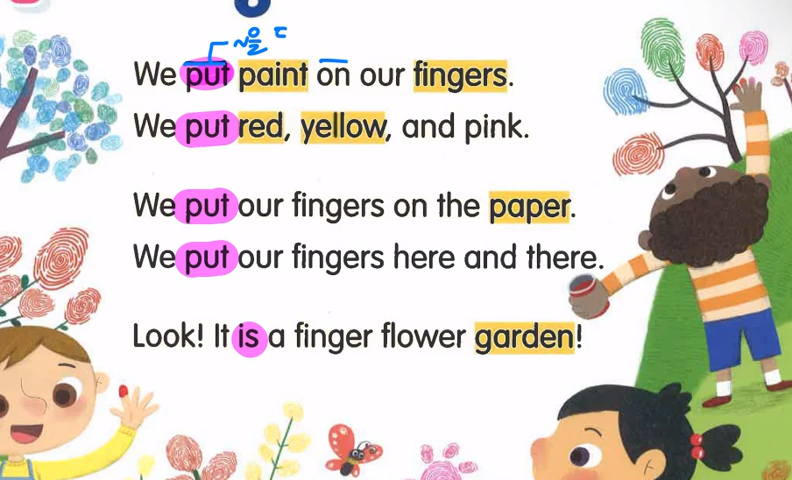 ~을
We put paint on our fingers.
We put red, yellow, and pink.
We put our fingers on the paper.
We put our fingers here and there.
Look! It is a finger flower garden!